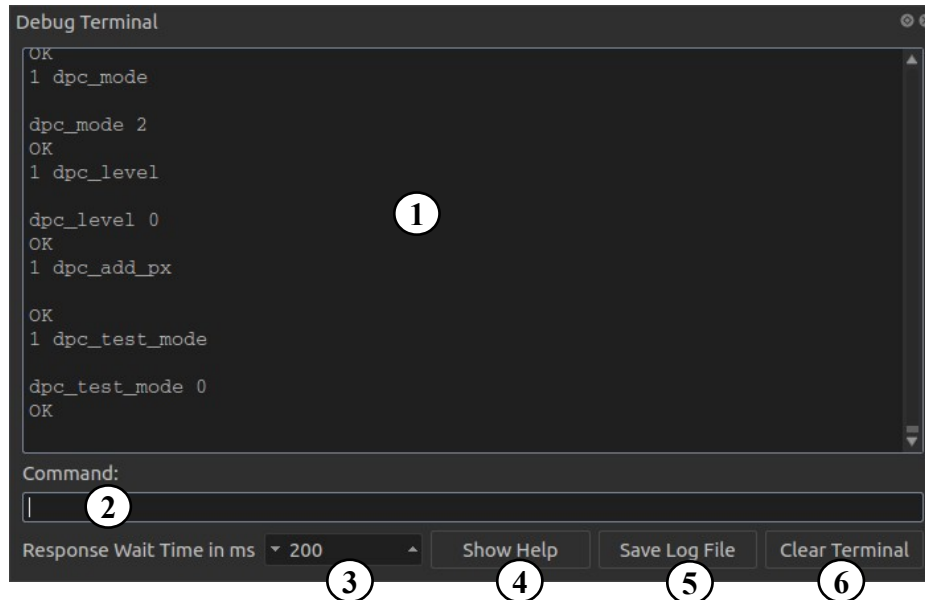 Debug Terminal
OK
1 dpc_mode
dpc_mode 2
OK
1 dpc_level
dpc_level 0
OK
1 dpc_add_px
OK
1 dpc_test_mode
dpc_test_mode 0
OK
1
Command:
2
Response Wait Time in ms 200 Show Help Save Log File Clear Terminal
3 4 5 6